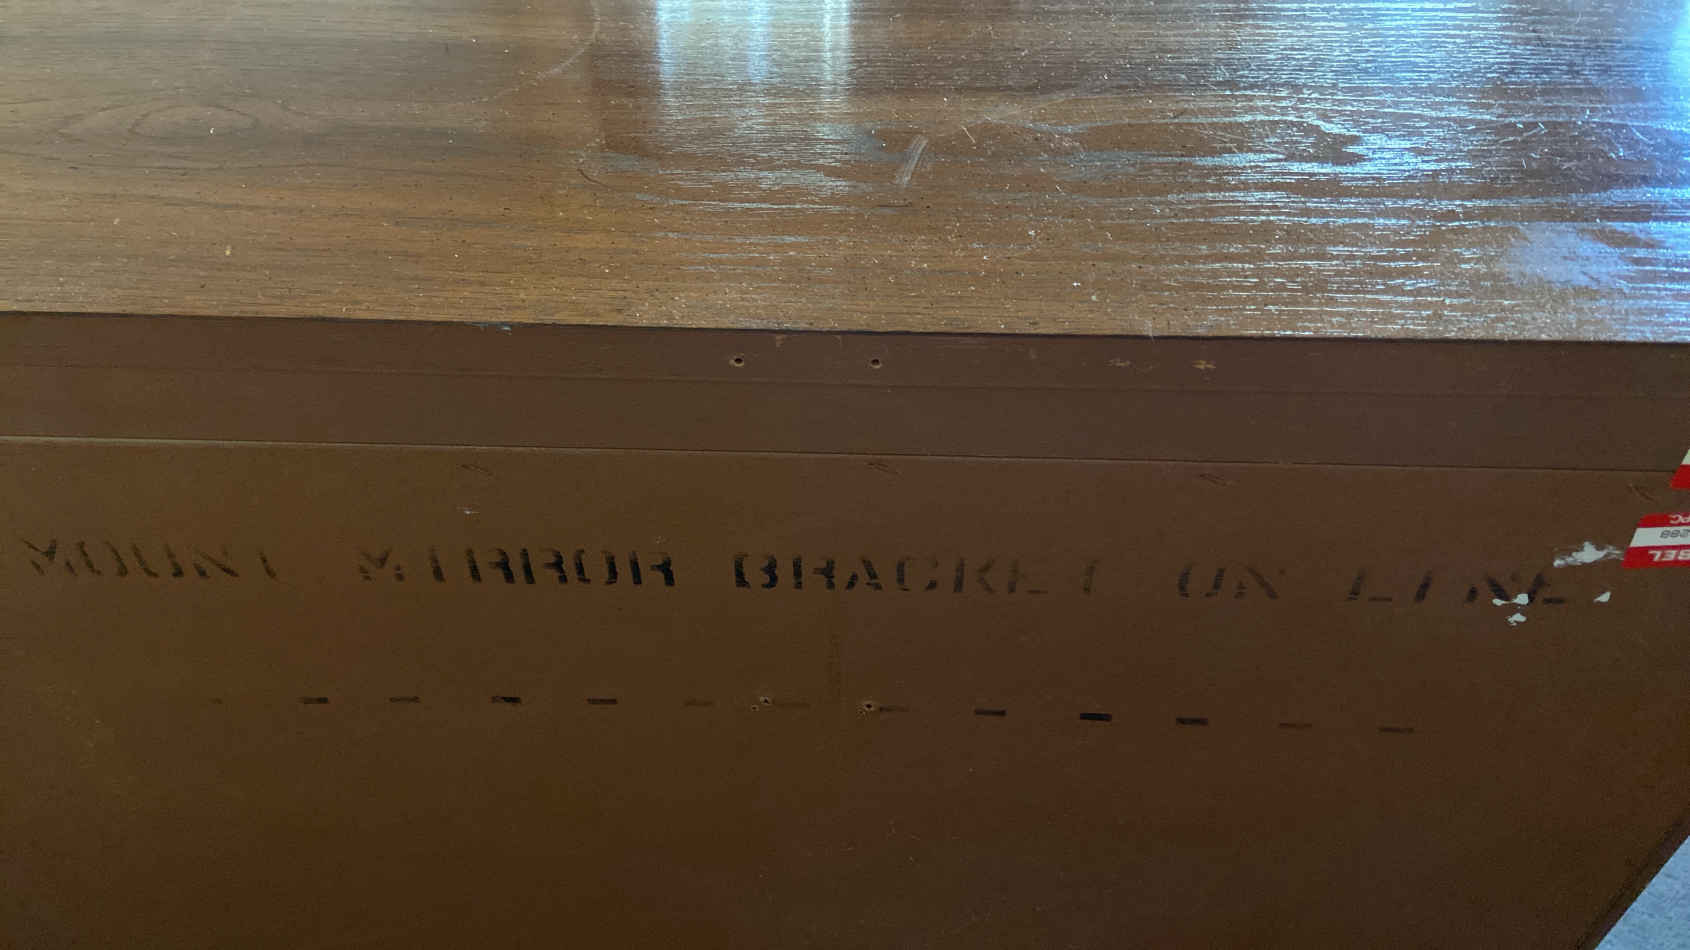 MOUNT MIRROR BRACKET ON LINE